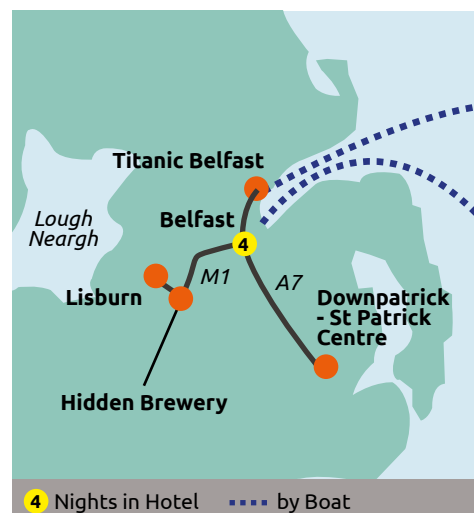 Titanic Belfast
Belfast
4
Lough
Neargh
M1
A7
Lisburn
Downpatrick
- St Patrick
Centre
Hidden Brewery
4 Nights in Hotel by Boat